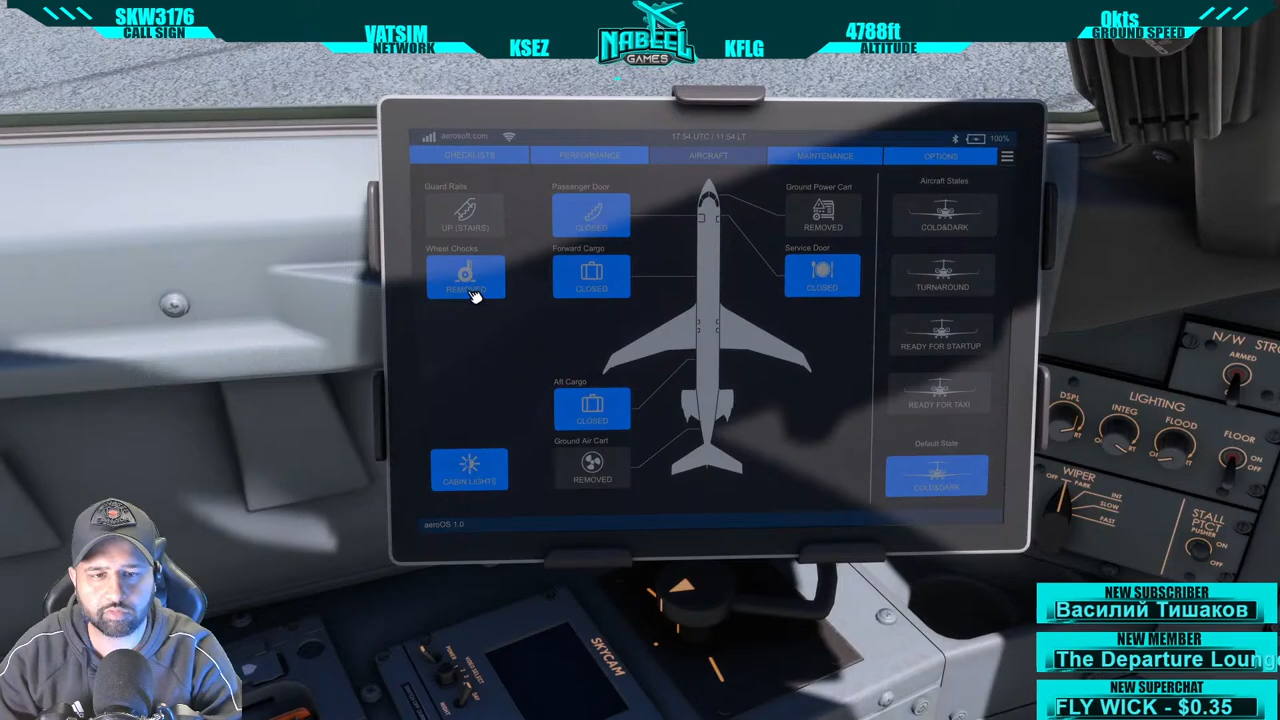 SKW3176
CALL SIGN
VATSIM
NETWORK
KSEZ
NABEEL
GAMES
KFLG
4788ft
ALTITUDE
0kts
GROUND SPEED
aerosoft.com
17:54 UTC / 11:54 LT
100%
CHECKLISTS
PERFORMANCE
AIRCRAFT
MAINTENANCE
OPTIONS
Guard Rails
UP (STAIRS)
Wheel Chocks
REMOVED
Passenger Door
CLOSED
Forward Cargo
CLOSED
Ground Power Cart
REMOVED
Service Door
CLOSED
Aircraft States
COLD&DARK
TURNAROUND
READY FOR STARTUP
READY FOR TAXI
Default State
COLD&DARK
Aft Cargo
CLOSED
Ground Air Cart
REMOVED
CABIN LIGHTS
aeroOS 1.0
N/W STRG
ARMED
LIGHTING
DSPL
INTEG
FLOOD
FLOOR
ON
OFF
WIPER
OFF
PARK
INT
SLOW
FAST
STALL
PTCT
PUSHER
ON
OFF
SKYCAM
NEW SUBSCRIBER
Василий Тишаков
NEW MEMBER
The Departure Loung
NEW SUPERCHAT
FLY WICK - $0.35